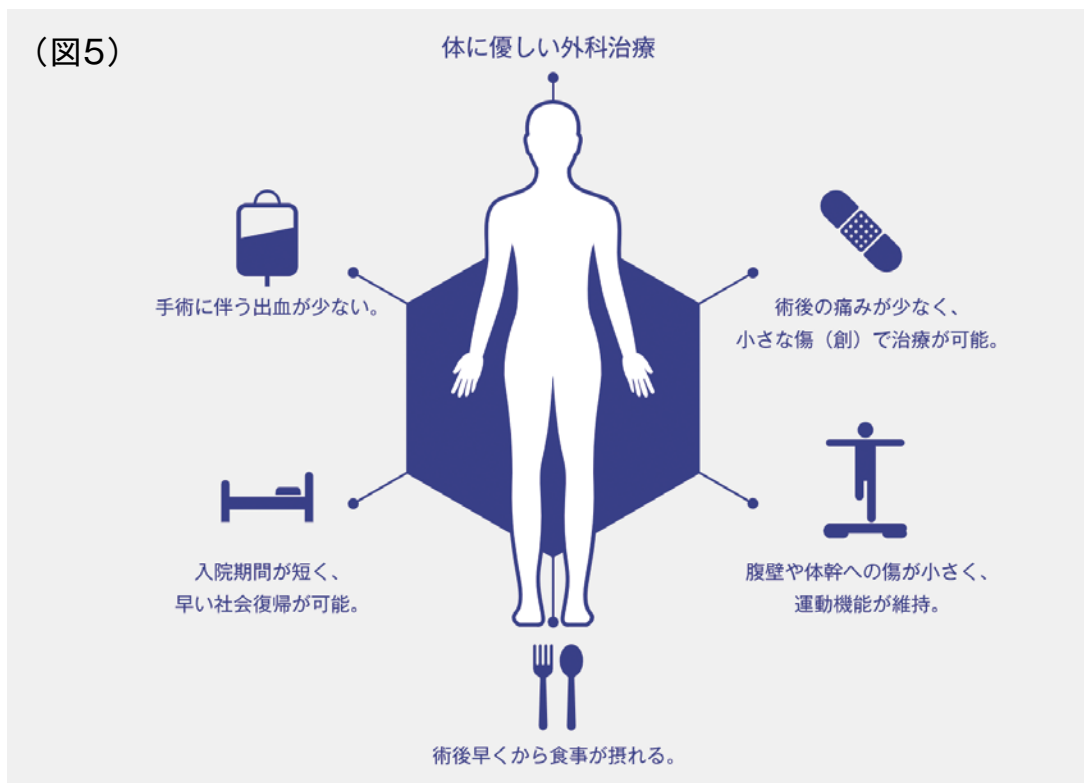 （図5）
体に優しい外科治療
手術に伴う出血が少ない。
術後の痛みが少なく、
小さな傷（創）で治療が可能。
入院期間が短く、
早い社会復帰が可能。
腹壁や体幹への傷が小さく、
運動機能が維持。
術後早くから食事が摂れる。